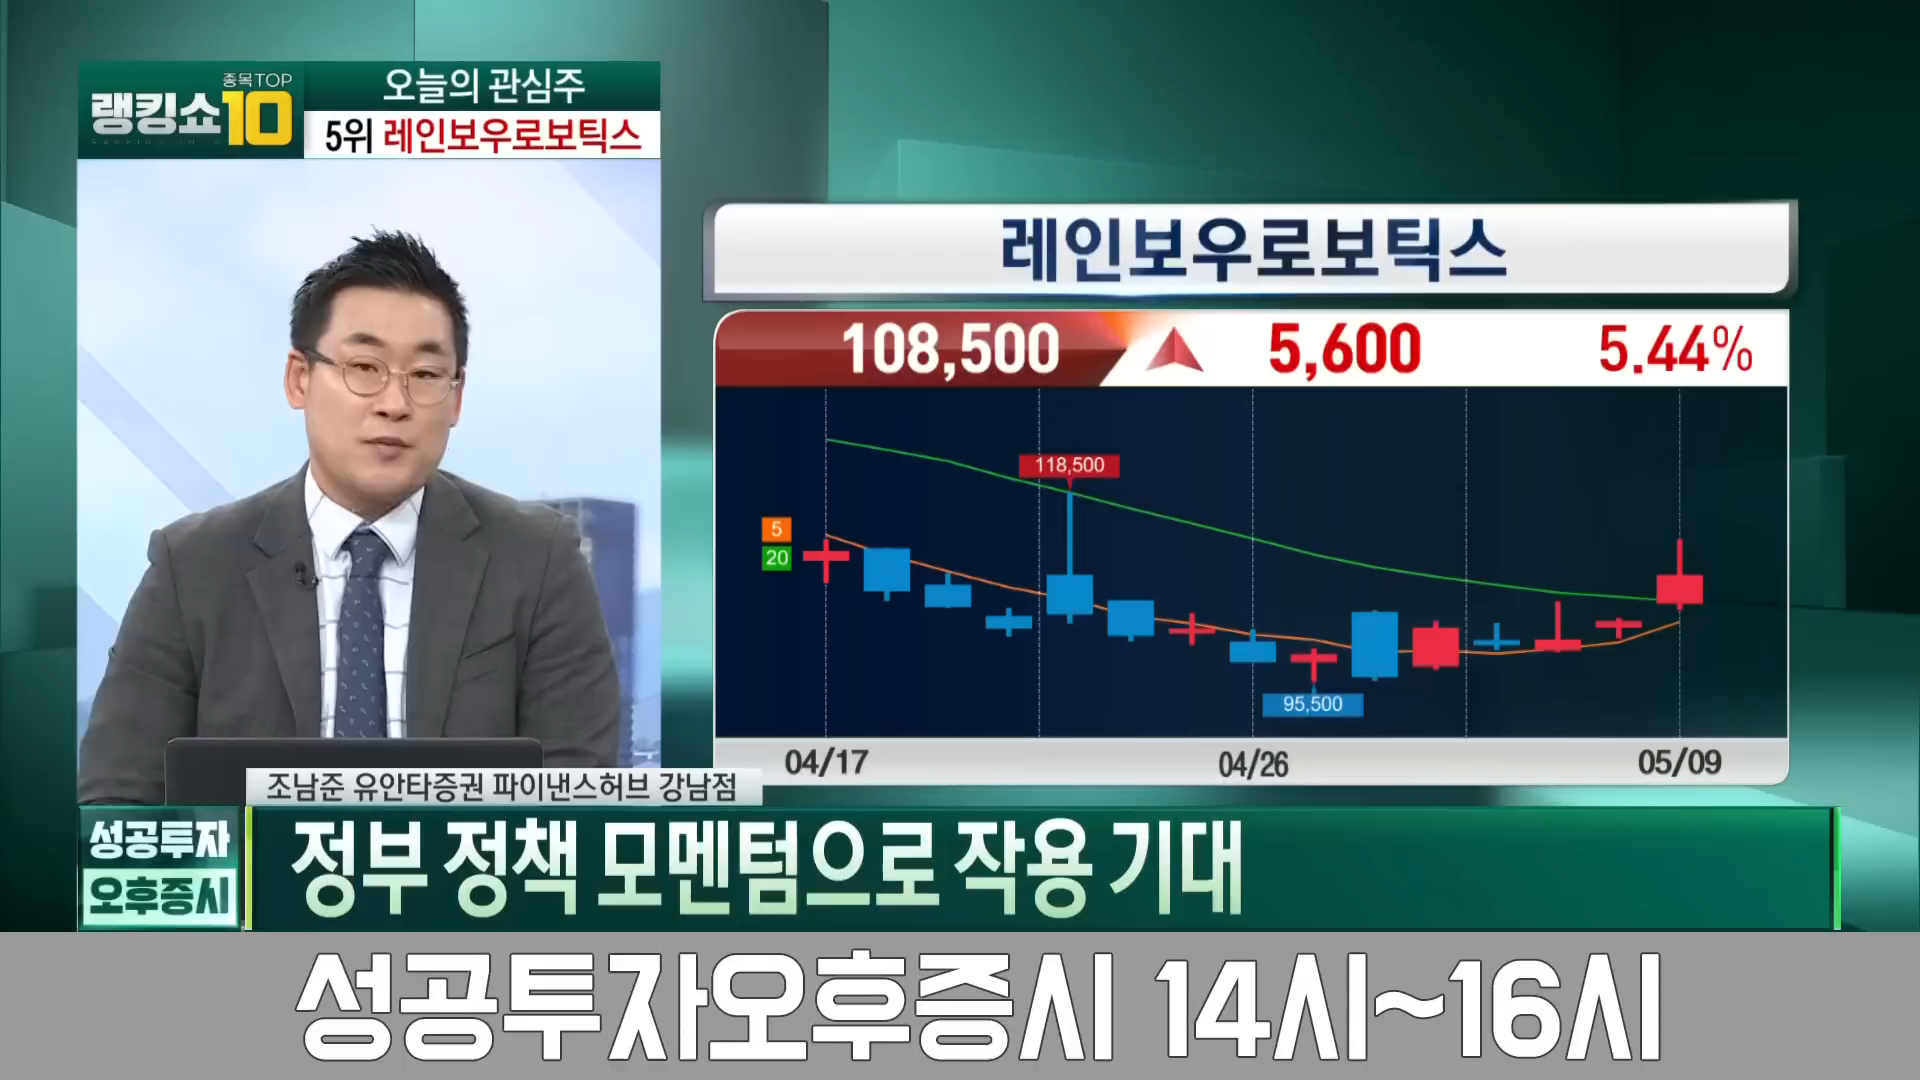 종목TOP
랭킹쇼10
오늘의 관심주
5위 레인보우로보틱스
레인보우로보틱스
108,500 5,600 5.44%
118,500
5
20
95,500
04/17 04/26 05/09
조남준 유안타증권 파이낸스허브 강남점
성공투자
오후증시
정부 정책 모멘텀으로 작용 기대
성공투자오후증시 14시~16시